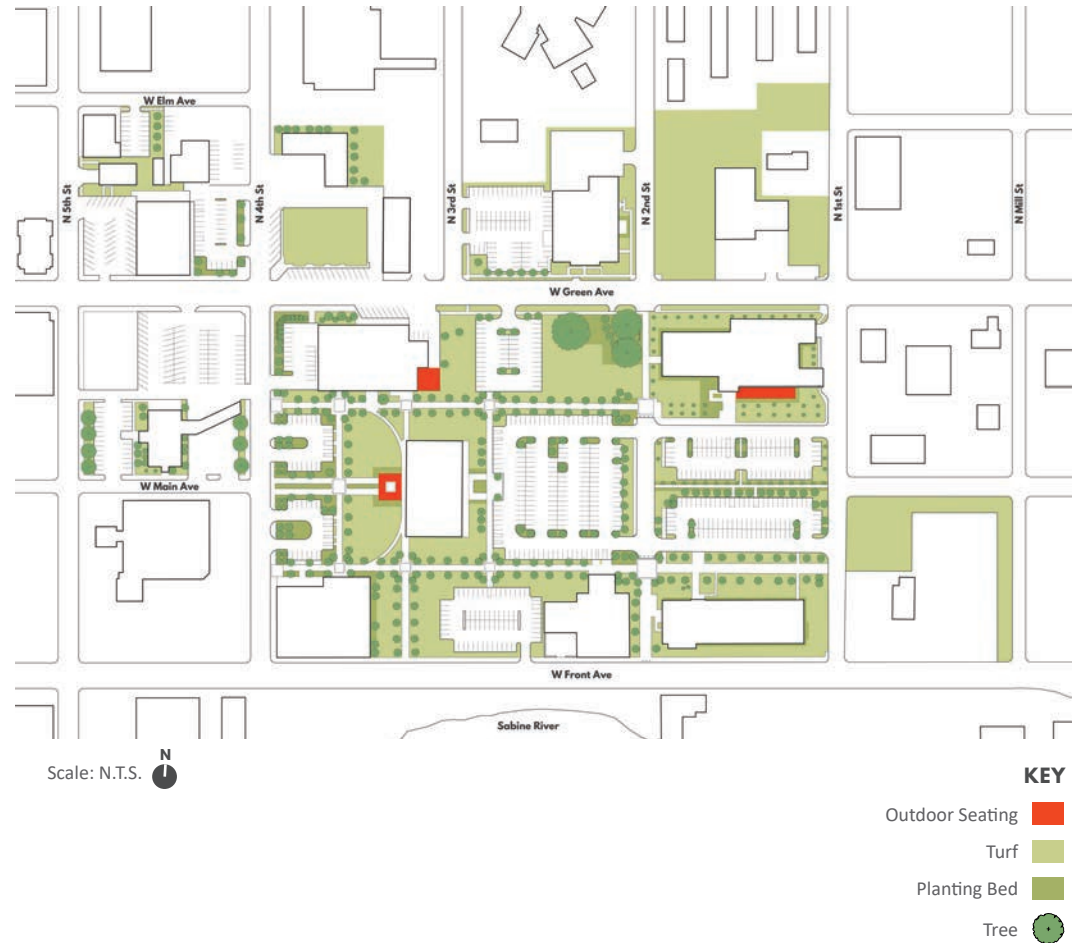 W Elm Ave
N 5th St
N 4th St
N 3rd St
N 2nd St
N 1st St
N Mill St
W Green Ave
W Main Ave
W Front Ave
Sabine River
Scale: N.T.S.
N
KEY
Outdoor Seating
Turf
Planting Bed
Tree